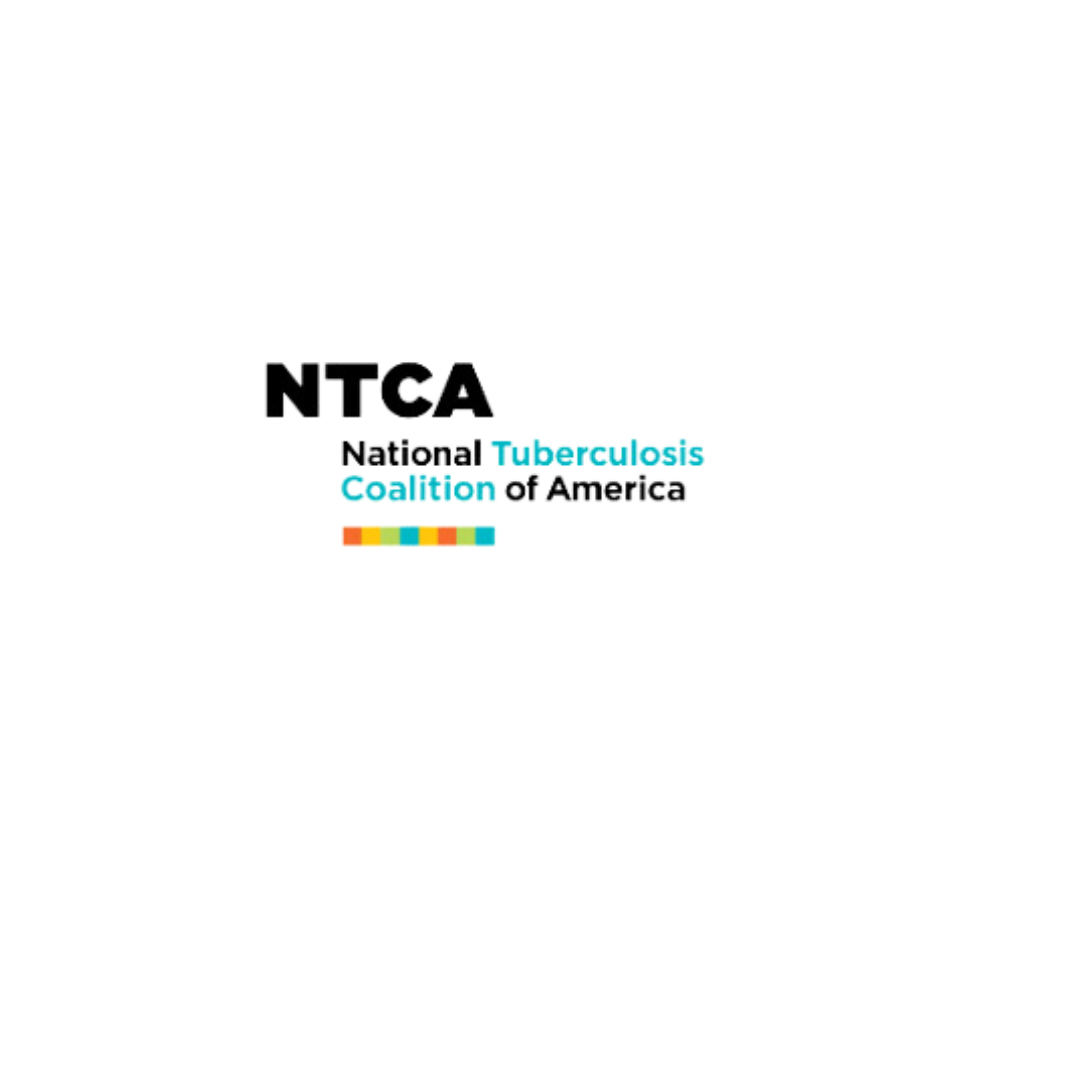 NTCA
National Tuberculosis
Coalition of America